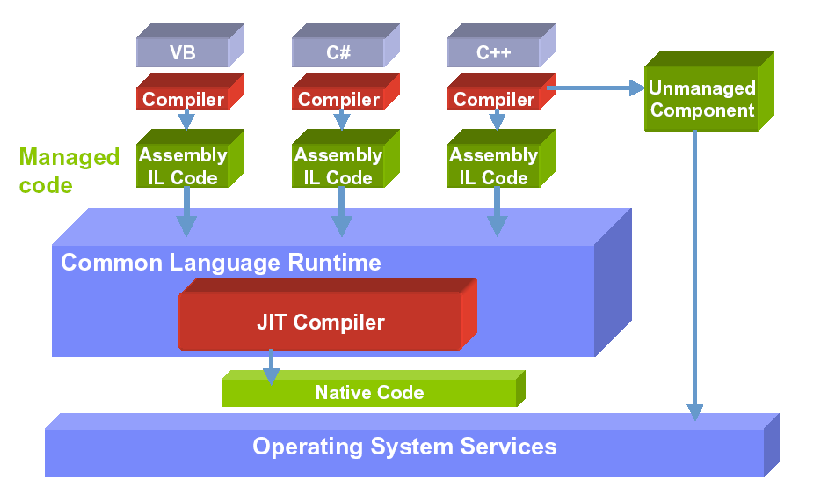 VB
C#
C++
Compiler
Compiler
Compiler
Unmanaged
Component
Managed
code
Assembly
IL Code
Assembly
IL Code
Assembly
IL Code
Common Language Runtime
JIT Compiler
Native Code
Operating System Services